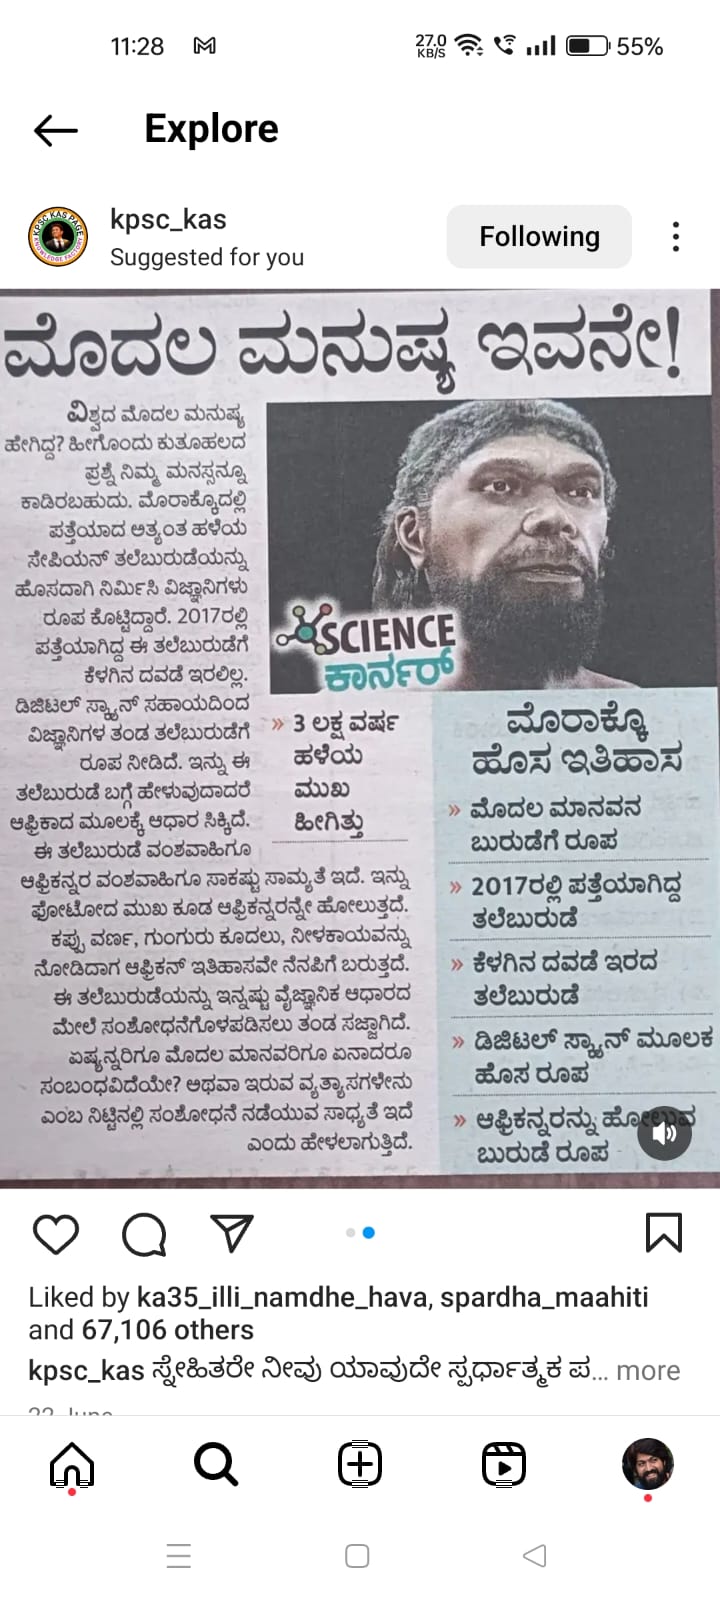 11:28
27.0
KB/S
55%
Explore
kpsc_kas
Suggested for you
Following
ಮೊದಲ ಮನುಷ್ಯ ಇವನೇ!
ವಿಶ್ವದ ಮೊದಲ ಮನುಷ್ಯ
ಹೇಗಿದ್ದ? ಹೀಗೊಂದು ಕುತೂಹಲದ
ಪ್ರಶ್ನೆ ನಿಮ್ಮ ಮನಸ್ಸನ್ನೂ
ಕಾಡಿರಬಹುದು. ಮೊರಾಕ್ಕೊದಲ್ಲಿ
ಪತ್ತೆಯಾದ ಅತ್ಯಂತ ಹಳೆಯ
ಸೇಪಿಯನ್ ತಲೆಬುರುಡೆಯನ್ನು
ಹೊಸದಾಗಿ ನಿರ್ಮಿಸಿ ವಿಜ್ಞಾನಿಗಳು
ರೂಪ ಕೊಟ್ಟಿದ್ದಾರೆ. 2017ರಲ್ಲಿ
ಪತ್ತೆಯಾಗಿದ್ದ ಈ ತಲೆಬುರುಡೆಗೆ
ಕೆಳಗಿನ ದವಡೆ ಇರಲಿಲ್ಲ.
ಡಿಜಿಟಲ್ ಸ್ಕ್ಯಾನ್ ಸಹಾಯದಿಂದ
ವಿಜ್ಞಾನಿಗಳ ತಂಡ ತಲೆಬುರುಡೆಗೆ
ರೂಪ ನೀಡಿದೆ. ಇನ್ನು ಈ
ತಲೆಬುರುಡೆ ಬಗ್ಗೆ ಹೇಳುವುದಾದರೆ
ಆಫ್ರಿಕಾದ ಮೂಲಕ್ಕೆ ಆಧಾರ ಸಿಕ್ಕಿದೆ.
ಈ ತಲೆಬುರುಡೆ ವಂಶವಾಹಿಗೂ
ಆಫ್ರಿಕನ್ನರ ವಂಶವಾಹಿಗೂ ಸಾಕಷ್ಟು ಸಾಮ್ಯತೆ ಇದೆ. ಇನ್ನು
ಫೋಟೋದ ಮುಖ ಕೂಡ ಆಫ್ರಿಕನ್ನರನ್ನೇ ಹೋಲುತ್ತದೆ.
ಕಪ್ಪು ವರ್ಣ, ಗುಂಗುರು ಕೂದಲು, ನೀಳಕಾಯವನ್ನು
ನೋಡಿದಾಗ ಆಫ್ರಿಕನ್ ಇತಿಹಾಸವೇ ನೆನಪಿಗೆ ಬರುತ್ತದೆ.
ಈ ತಲೆಬುರುಡೆಯನ್ನು ಇನ್ನಷ್ಟು ವೈಜ್ಞಾನಿಕ ಆಧಾರದ
ಮೇಲೆ ಸಂಶೋಧನೆಗೊಳಪಡಿಸಲು ತಂಡ ಸಜ್ಜಾಗಿದೆ.
ಏಷ್ಯನ್ನರಿಗೂ ಮೊದಲ ಮಾನವರಿಗೂ ಏನಾದರೂ
ಸಂಬಂಧವಿದೆಯೇ? ಅಥವಾ ಇರುವ ವ್ಯತ್ಯಾಸಗಳೇನು
ಎಂಬ ನಿಟ್ಟಿನಲ್ಲಿ ಸಂಶೋಧನೆ ನಡೆಯುವ ಸಾಧ್ಯತೆ ಇದೆ
ಎಂದು ಹೇಳಲಾಗುತ್ತಿದೆ.
SCIENCE
ಕಾರ್ನರ್
» 3 ಲಕ್ಷ ವರ್ಷ
ಹಳೆಯ
ಮುಖ
ಹೀಗಿತ್ತು
ಮೊರಾಕ್ಕೊ
ಹೊಸ ಇತಿಹಾಸ
» ಮೊದಲ ಮಾನವನ
ಬುರುಡೆಗೆ ರೂಪ
» 2017ರಲ್ಲಿ ಪತ್ತೆಯಾಗಿದ್ದ
ತಲೆಬುರುಡೆ
» ಕೆಳಗಿನ ದವಡೆ ಇರದ
ತಲೆಬುರುಡೆ
» ಡಿಜಿಟಲ್ ಸ್ಕ್ಯಾನ್ ಮೂಲಕ
ಹೊಸ ರೂಪ
» ಆಫ್ರಿಕನ್ನರನ್ನು ಹೋಲುವ
ಬುರುಡೆ ರೂಪ
Liked by ka35_illi_namdhe_hava, spardha_maahiti
and 67,106 others
kpsc_kas ಸ್ನೇಹಿತರೇ ನೀವು ಯಾವುದೇ ಸ್ಪರ್ಧಾತ್ಮಕ ಪ... more
22 June